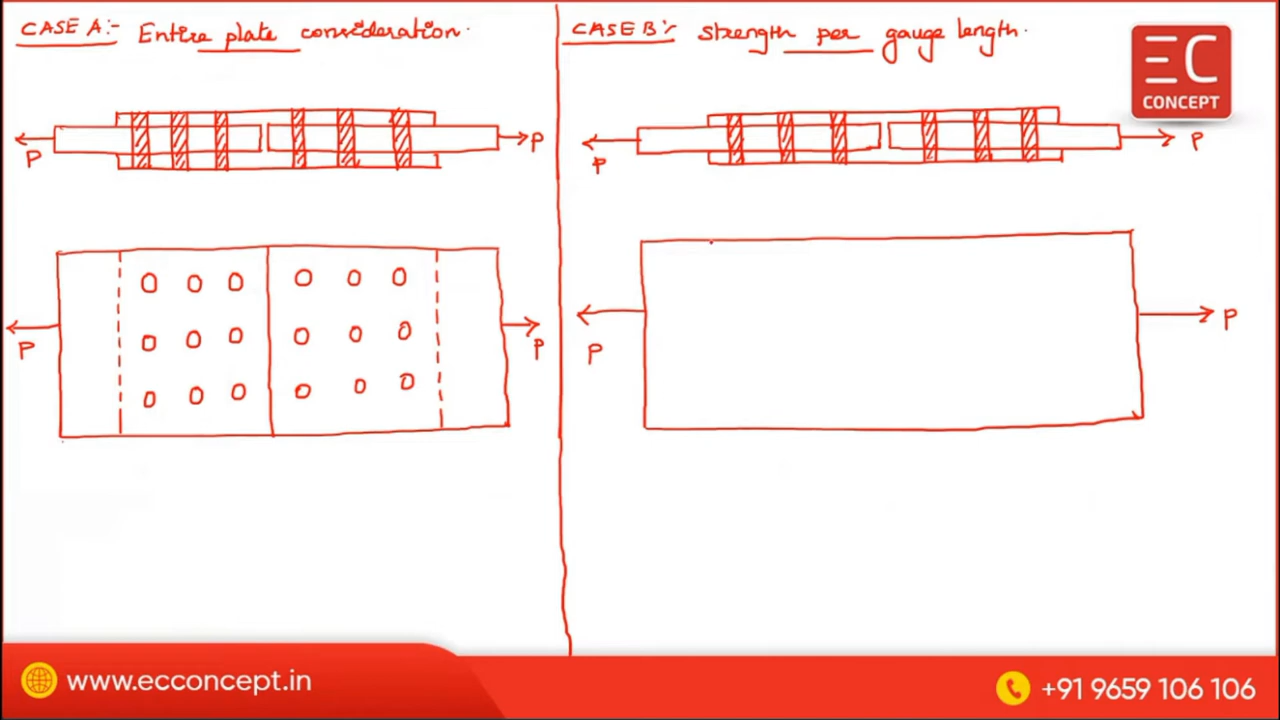 CASE A:- Entire plate consideration.
P
P
P
P
CASE B:- strength per gauge length.
EC
CONCEPT
P
P
P
P
www.ecconcept.in
+91 9659 106 106